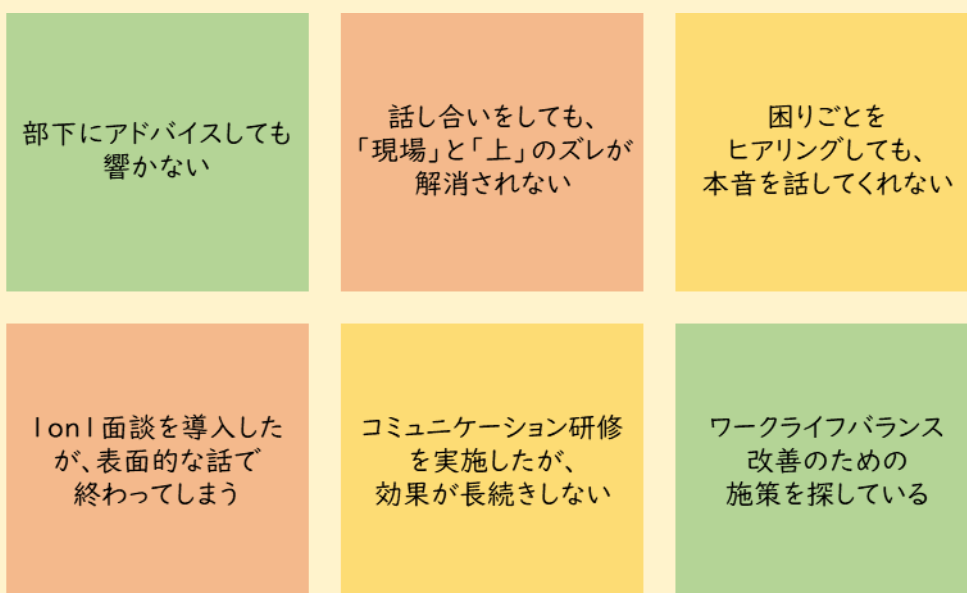 部下にアドバイスしても
響かない
話し合いをしても、
「現場」と「上」のズレが
解消されない
困りごとを
ヒアリングしても、
本音を話してくれない
1on1面談を導入した
が、表面的な話で
終わってしまう
コミュニケーション研修
を実施したが、
効果が長続きしない
ワークライフバランス
改善のための
施策を探している